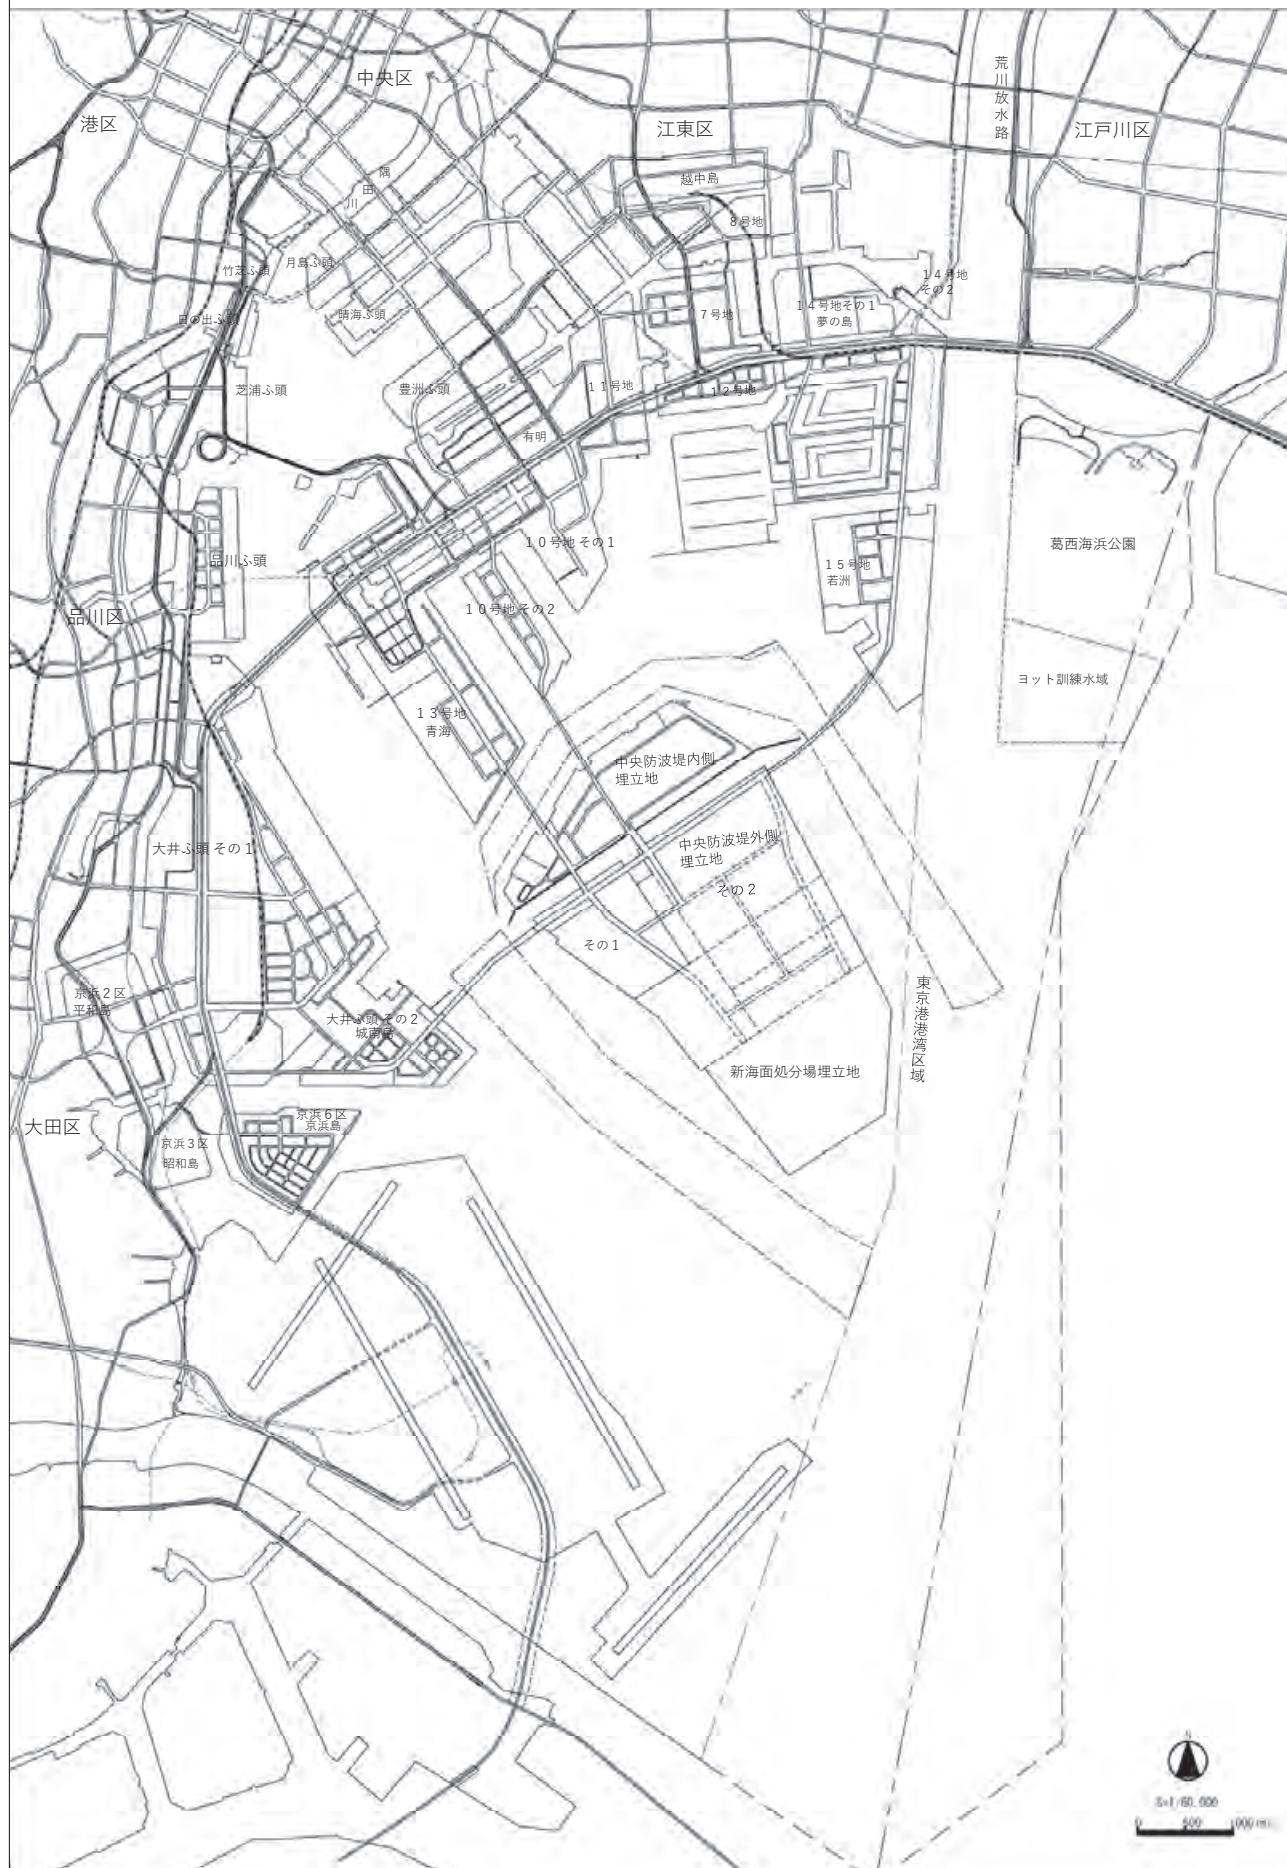 中央区
港区
江東区
江戸川区
荒川放水路
隅田川
越中島
8号地
竹芝ふ頭
月島ふ頭
14号地
その2
日の出ふ頭
晴海ふ頭
7号地
14号地その1
夢の島
芝浦ふ頭
豊洲ふ頭
11号地
12号地
有明
品川ふ頭
10号地 その1
15号地
若洲
葛西海浜公園
品川区
10号地 その2
ヨット訓練水域
13号地
青海
中央防波堤内側
埋立地
大井ふ頭 その1
中央防波堤外側
埋立地
その2
その1
京浜2区
平和島
大井ふ頭 その2
城南島
東京港港湾区域
新海面処分場埋立地
大田区
京浜6区
京浜島
京浜3区
昭和島
N
S=1/60,000
0 500 1000(m)